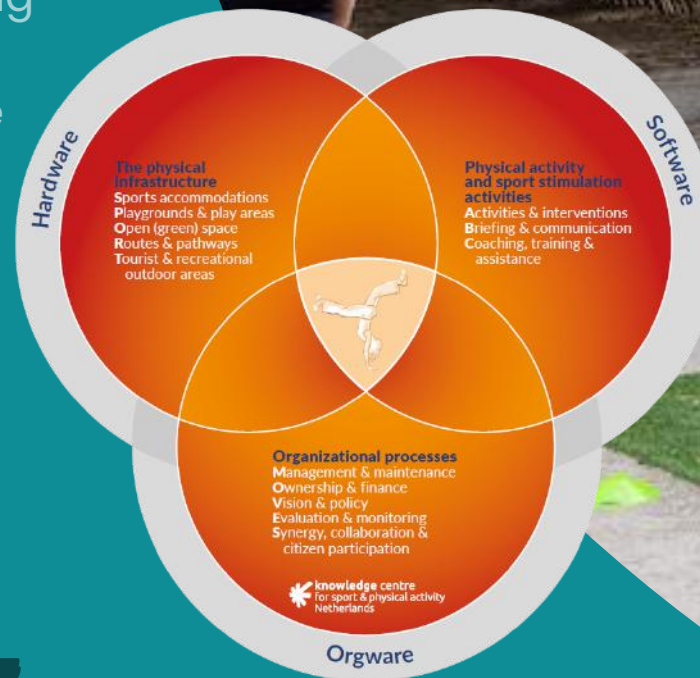 Hardware
The physical
infrastructure
Sports accommodations
Playgrounds & play areas
Open (green) space
Routes & pathways
Tourist & recreational
outdoor areas
Software
Physical activity
and sport stimulation
activities
Activities & interventions
Briefing & communication
Coaching, training &
assistance
Organizational processes
Management & maintenance
Ownership & finance
Vision & policy
Evaluation & monitoring
Synergy, collaboration &
citizen participation
knowledge centre
for sport & physical activity
Netherlands
Orgware